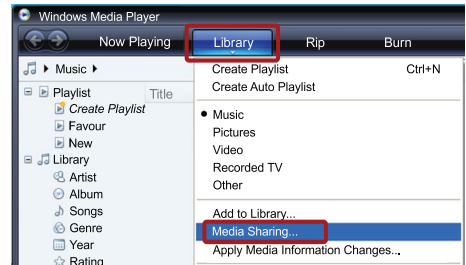 Windows Media Player
Now Playing Library Rip Burn
Music
Playlist Title
Create Playlist
Favour
New
Library
Artist
Album
Songs
Genre
Year
Rating
Create Playlist Ctrl+N
Create Auto Playlist
Music
Pictures
Video
Recorded TV
Other
Add to Library...
Media Sharing...
Apply Media Information Changes...